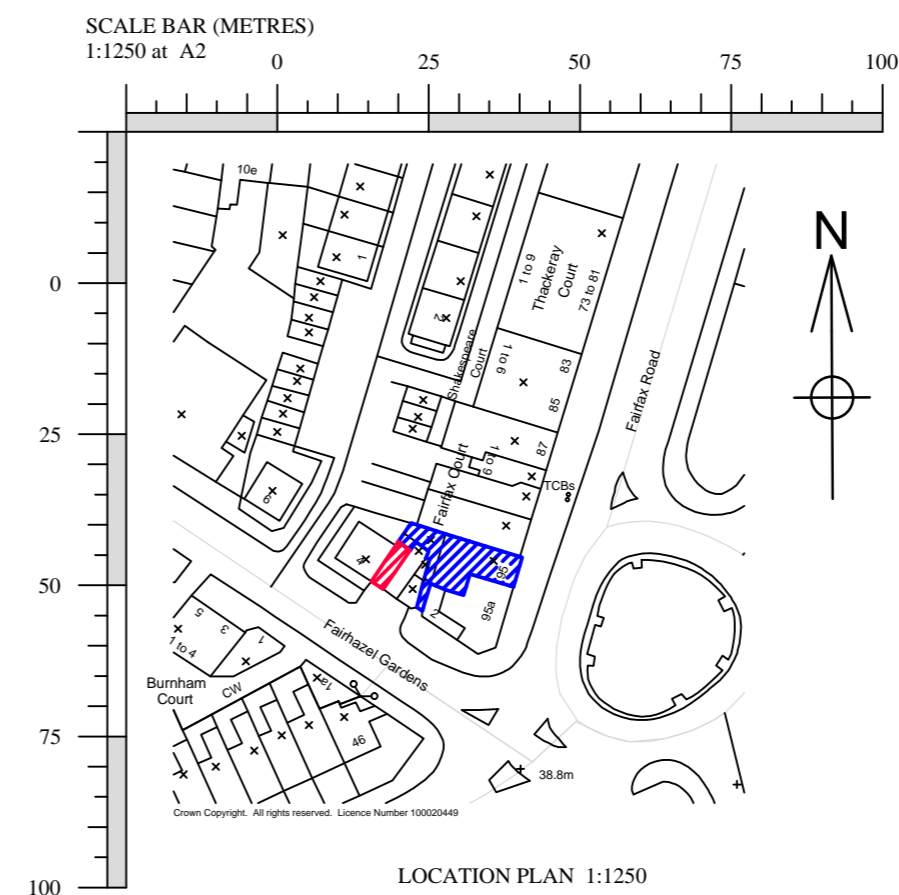 SCALE BAR (METRES)
1:1250 at A2
0
25
50
75
100
0
25
50
75
100
10e
1
2
1 to 9
Thackeray
Court
73 to 81
Shakespeare
Court
1 to 6
83
85
87
1 to 9
Fairfax Road
Fairfax Court
TCBs
N
9
95
95a
2
Fairhazel Gardens
5
3
1
1 to 4
Burnham
Court
CW
1a
46
38.8m
Crown Copyright. All rights reserved. Licence Number 100020449
LOCATION PLAN 1:1250